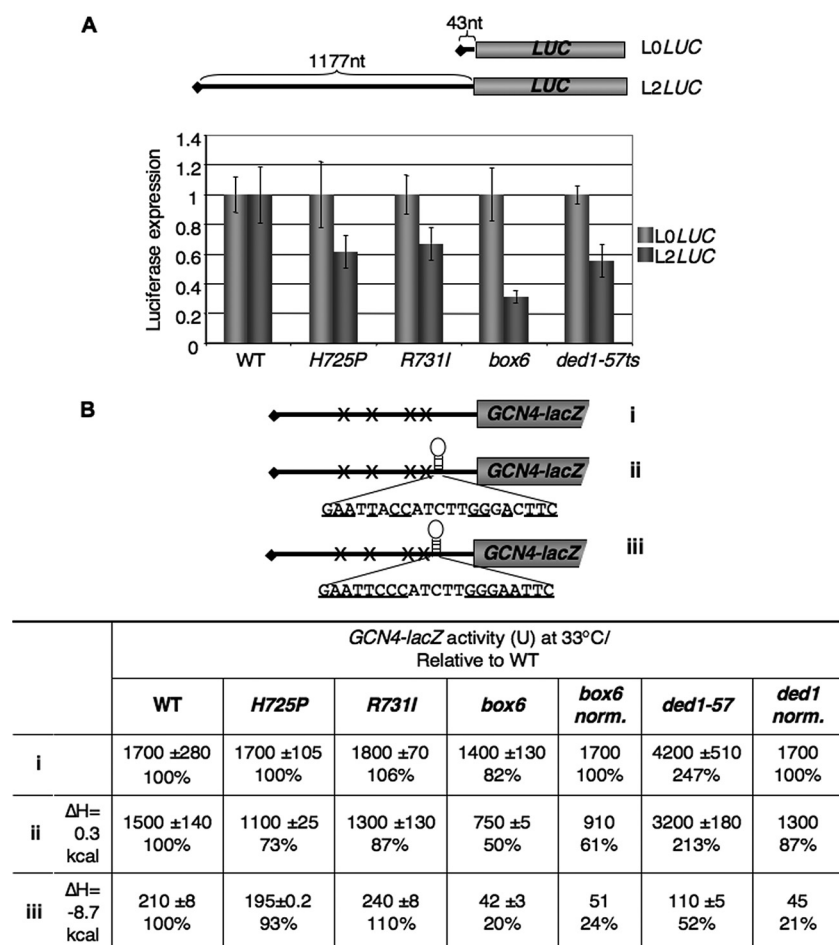 A
43nt
LUC L0LUC
1177nt
LUC L2LUC
1.4
1.2
1
0.8
0.6
0.4
0.2
0
Luciferase expression
L0LUC
L2LUC
WT H725P R731I box6 ded1-57ts
B
X X X X GCN4-lacZ i
X X X X GCN4-lacZ ii
GAATTACCATCTTGGGACTTC
X X X X GCN4-lacZ iii
GAATTCCCATCTTGGGAATTC
GCN4-lacZ activity (U) at 33°C/
Relative to WT
WT H725P R731I box6 box6 norm. ded1-57 ded1 norm.
i 1700 ±280 1700 ±105 1800 ±70 1400 ±130 1700 4200 ±510 1700
100% 100% 106% 82% 100% 247% 100%
ii ΔH= 0.3 kcal 1500 ±140 1100 ±25 1300 ±130 750 ±5 910 3200 ±180 1300
100% 73% 87% 50% 61% 213% 87%
iii ΔH= -8.7 kcal 210 ±8 195±0.2 240 ±8 42 ±3 51 110 ±5 45
100% 93% 110% 20% 24% 52% 21%